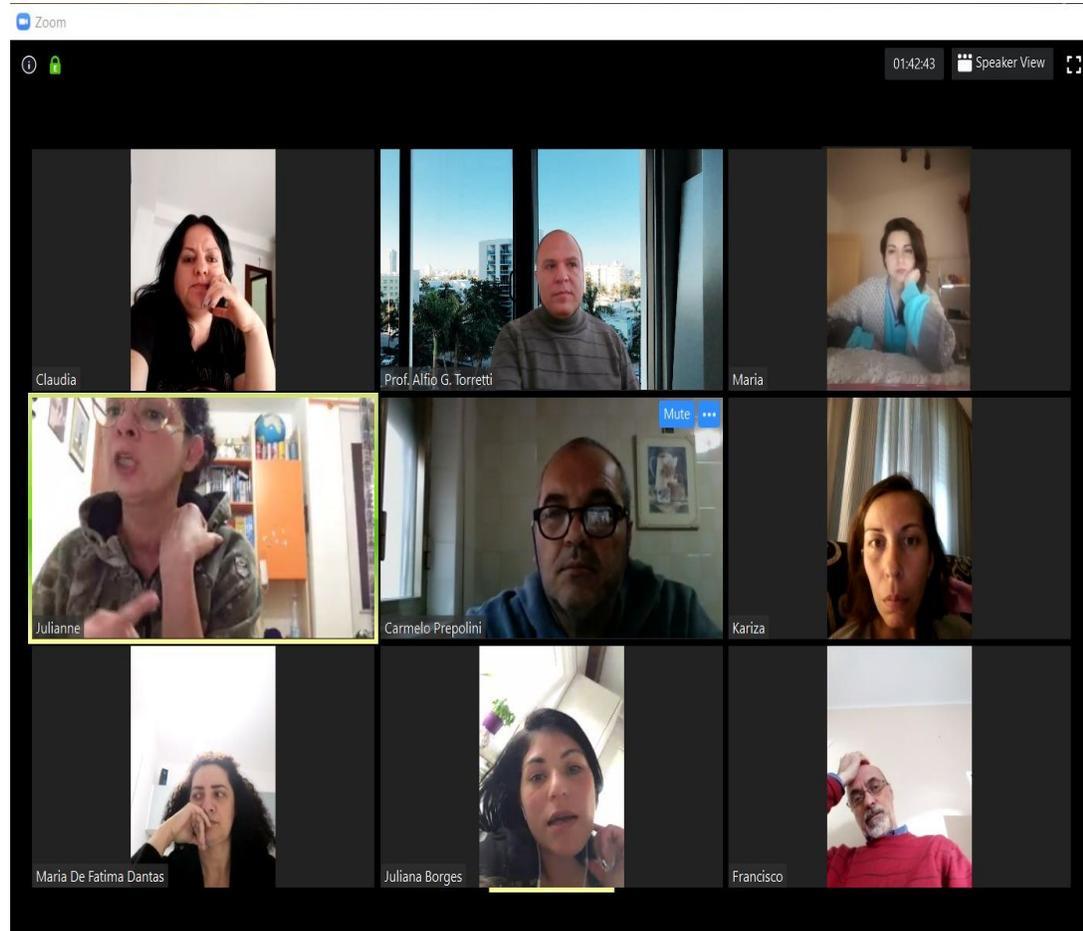 Zoom
01:42:43
Speaker View
Claudia
Prof. Alfio G. Torretti
Maria
Mute
Julianne
Carmelo Prepolini
Kariza
Maria De Fatima Dantas
Juliana Borges
Francisco